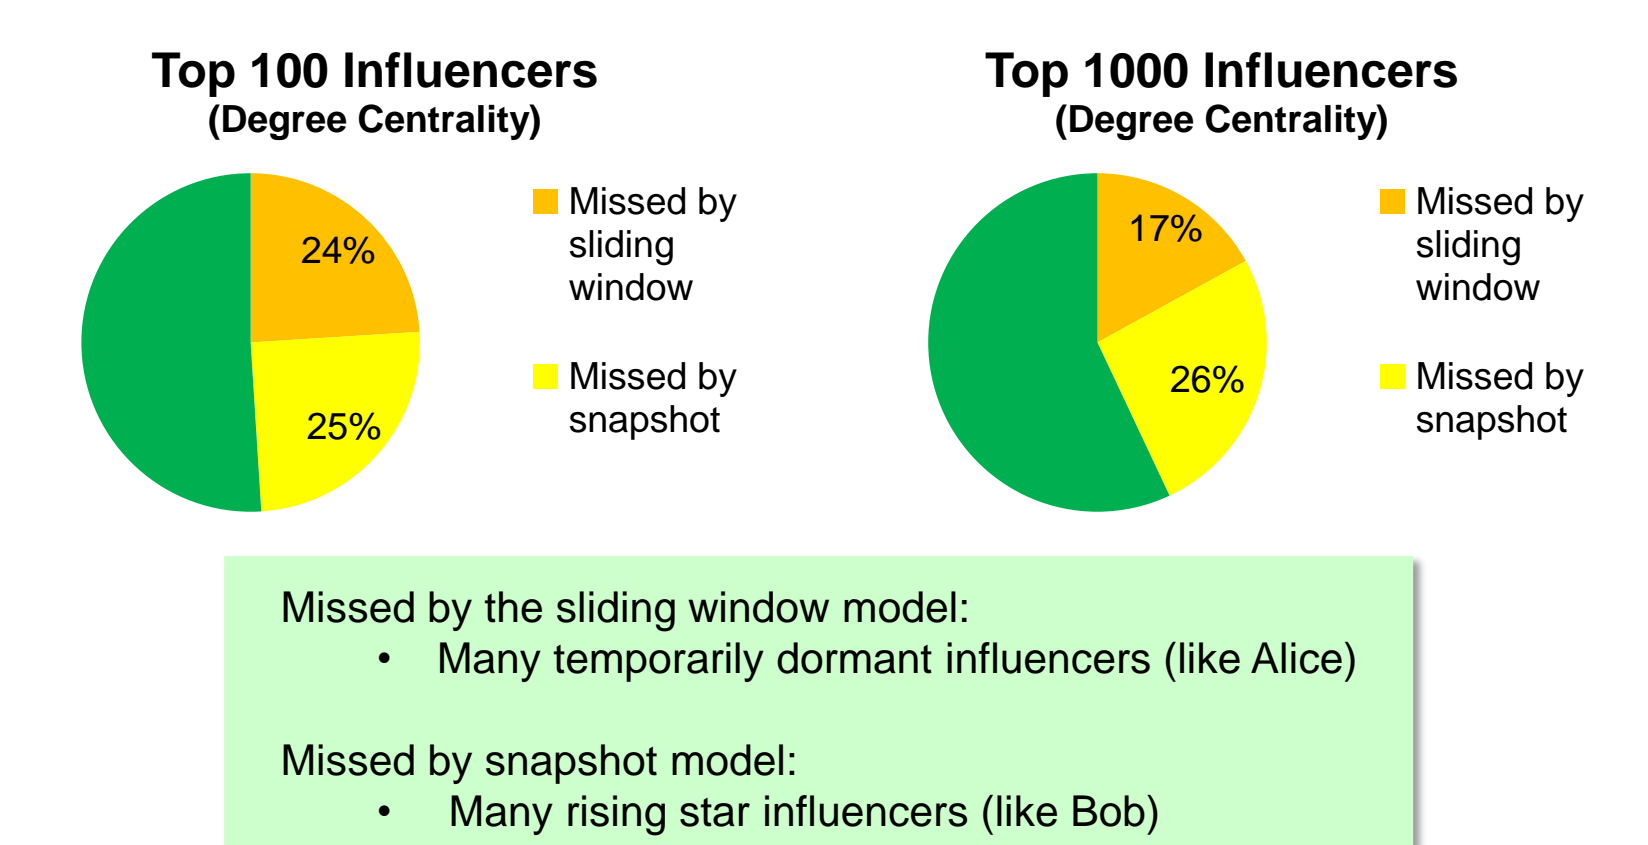 Top 100 Influencers
(Degree Centrality)
24%
25%
Missed by
sliding
window
Missed by
snapshot
Top 1000 Influencers
(Degree Centrality)
17%
26%
Missed by
sliding
window
Missed by
snapshot
Missed by the sliding window model:
• Many temporarily dormant influencers (like Alice)
Missed by snapshot model:
• Many rising star influencers (like Bob)